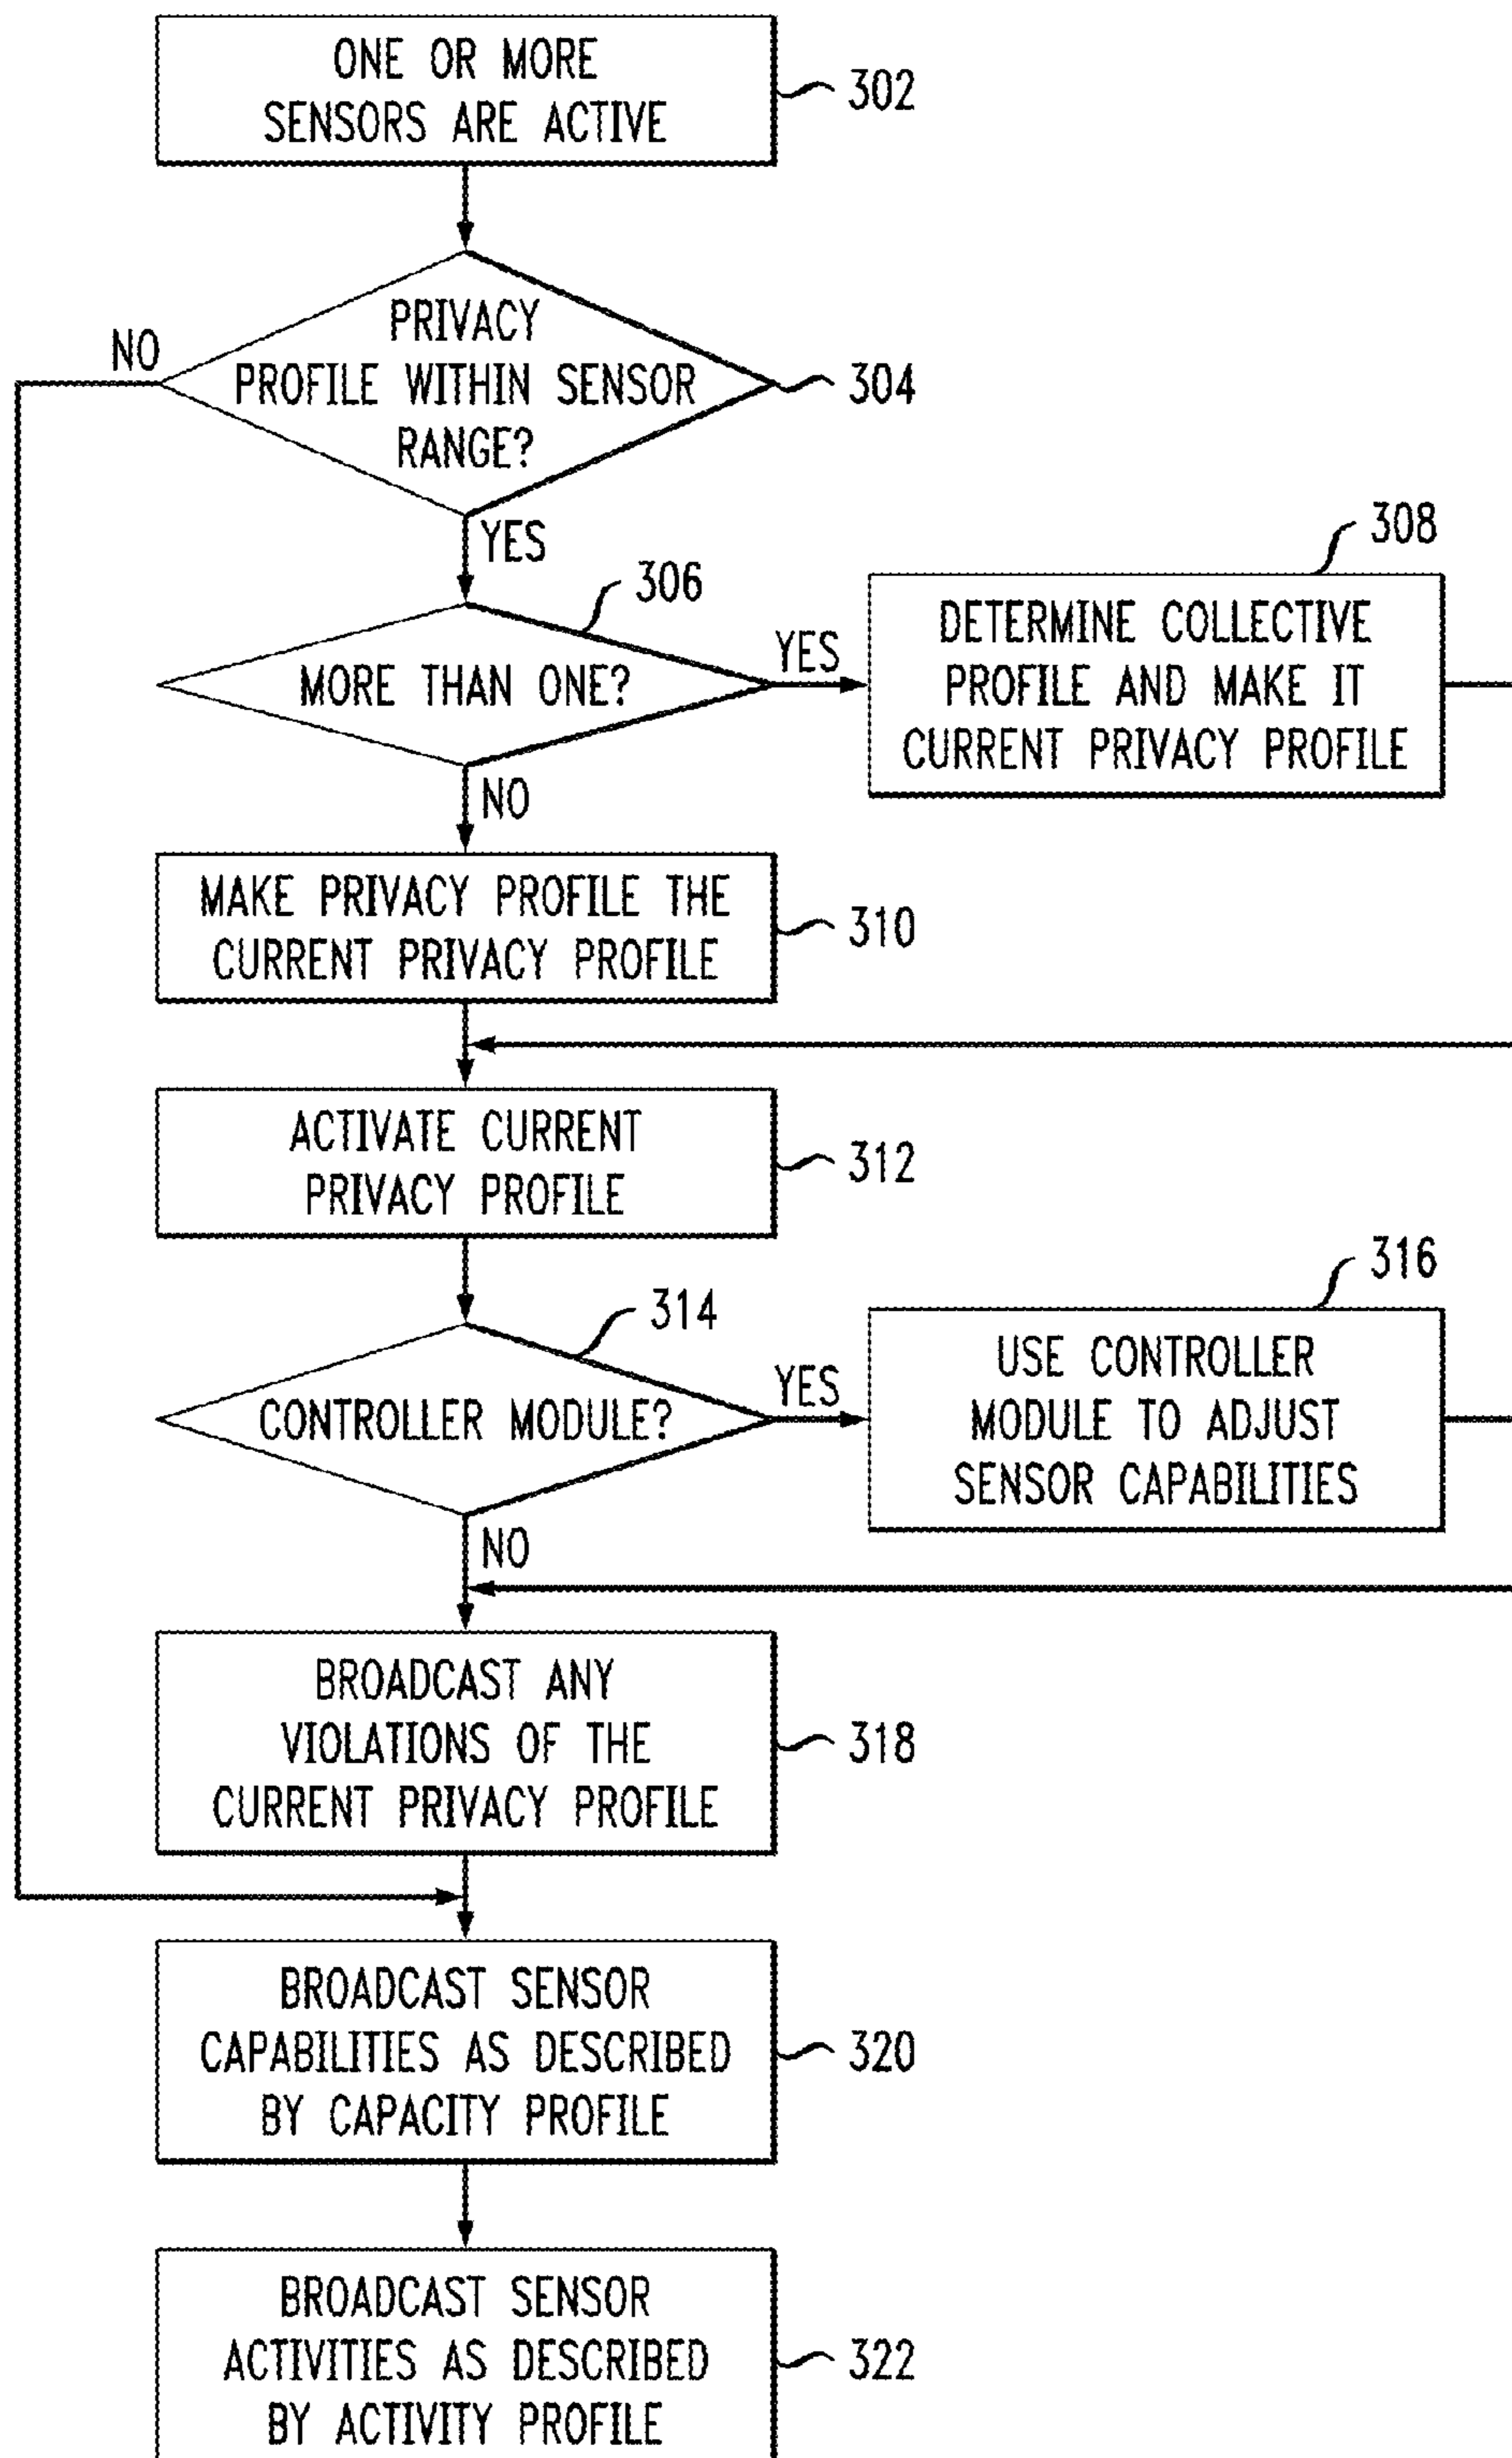 ONE OR MORE
SENSORS ARE ACTIVE
302
PRIVACY
PROFILE WITHIN SENSOR
RANGE?
304
NO
YES
306
MORE THAN ONE?
YES
308
DETERMINE COLLECTIVE
PROFILE AND MAKE IT
CURRENT PRIVACY PROFILE
NO
MAKE PRIVACY PROFILE THE
CURRENT PRIVACY PROFILE
310
ACTIVATE CURRENT
PRIVACY PROFILE
312
314
CONTROLLER MODULE?
YES
316
USE CONTROLLER
MODULE TO ADJUST
SENSOR CAPABILITIES
NO
BROADCAST ANY
VIOLATIONS OF THE
CURRENT PRIVACY PROFILE
318
BROADCAST SENSOR
CAPABILITIES AS DESCRIBED
BY CAPACITY PROFILE
320
BROADCAST SENSOR
ACTIVITIES AS DESCRIBED
BY ACTIVITY PROFILE
322